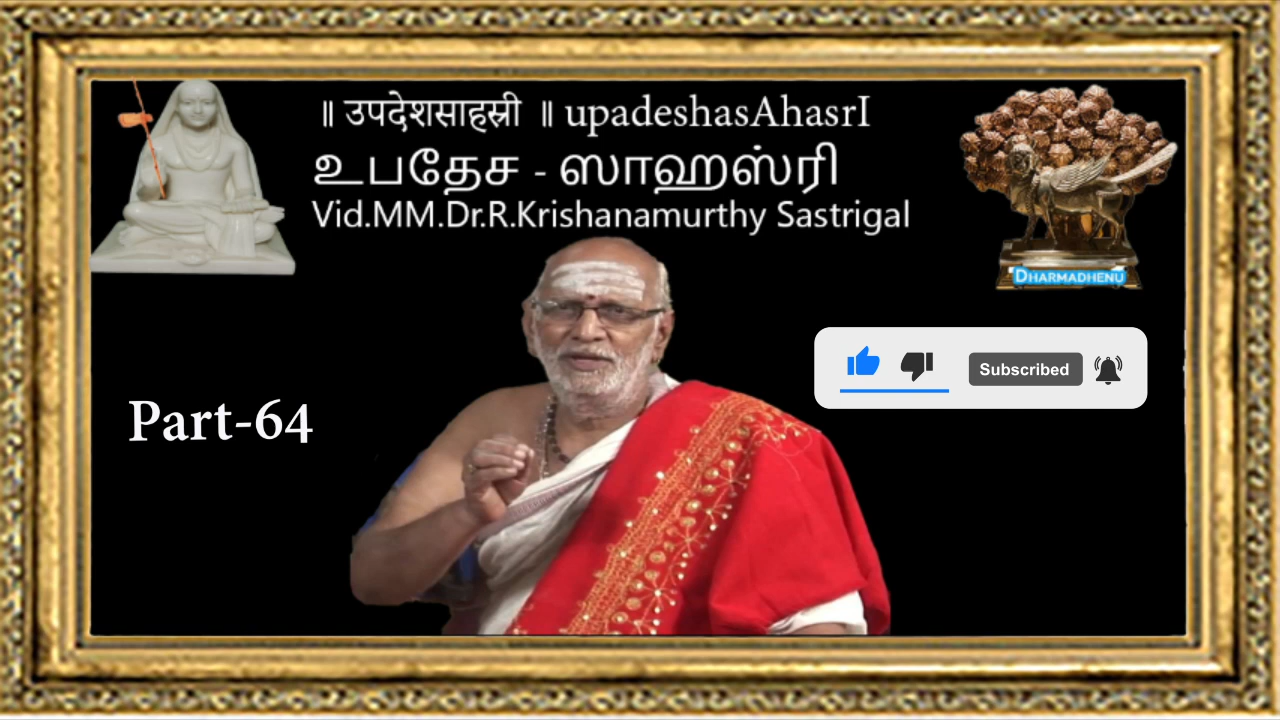 ॥ उपदेशसाहस्री ॥ upadeshasAhasrI
உபதேச - ஸாஹஸ்ரி
Vid.MM.Dr.R.Krishanamurthy Sastrigal
DHARMADHENU
Subscribed
Part-64